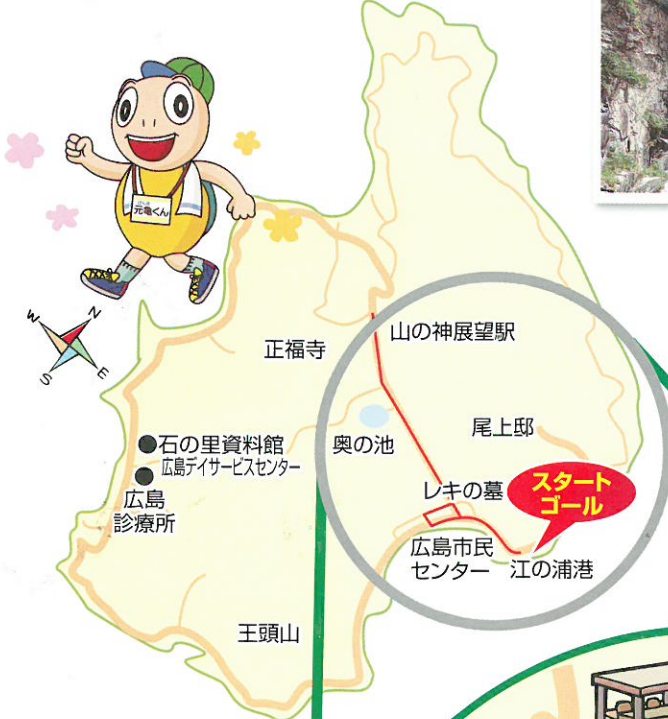 元亀くん
W
N
S
E
正福寺
山の神展望駅
石の里資料館
広島デイサービスセンター
広島
診療所
奥の池
尾上邸
レキの墓
スタート
ゴール
広島市民
センター
江の浦港
王頭山